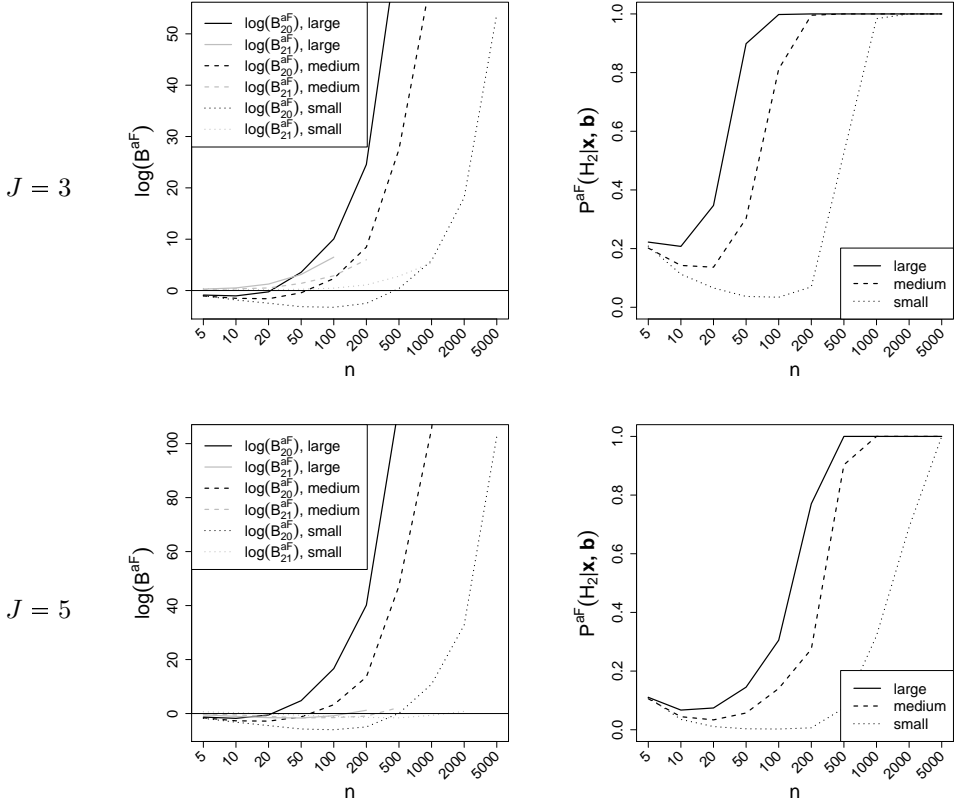 J = 3
log(B^aF)
0 10 20 30 40 50
log(B^aF_20), large
log(B^aF_21), large
log(B^aF_20), medium
log(B^aF_21), medium
log(B^aF_20), small
log(B^aF_21), small
5 10 20 50 100 200 500 1000 2000 5000
n
P^aF(H_2|x, b)
0.0 0.2 0.4 0.6 0.8 1.0
large
medium
small
5 10 20 50 100 200 500 1000 2000 5000
n
J = 5
log(B^aF)
0 20 40 60 80 100
log(B^aF_20), large
log(B^aF_21), large
log(B^aF_20), medium
log(B^aF_21), medium
log(B^aF_20), small
log(B^aF_21), small
5 10 20 50 100 200 500 1000 2000 5000
n
P^aF(H_2|x, b)
0.0 0.2 0.4 0.6 0.8 1.0
large
medium
small
5 10 20 50 100 200 500 1000 2000 5000
n